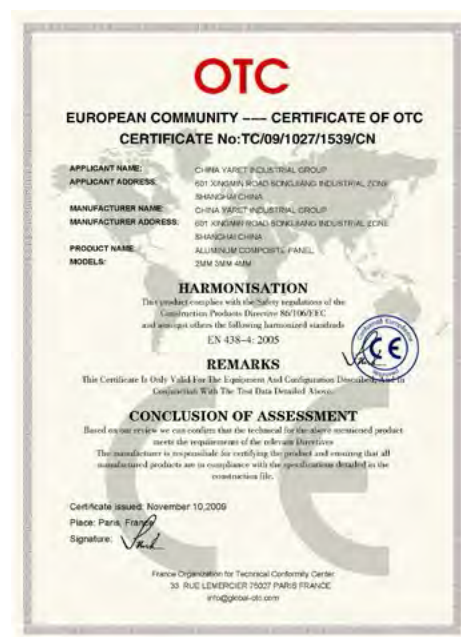 OTC
EUROPEAN COMMUNITY --- CERTIFICATE OF OTC
CERTIFICATE No:TC/09/1027/1539/CN
APPLICANT NAME: CHINA YARET INDUSTRIAL GROUP
APPLICANT ADDRESS: 601 XINGMIN ROAD SONGJIANG INDUSTRIAL ZONE
SHANGHAI CHINA
MANUFACTURER NAME: CHINA YARET INDUSTRIAL GROUP
MANUFACTURER ADDRESS: 601 XINGMIN ROAD SONGJIANG INDUSTRIAL ZONE
SHANGHAI CHINA
PRODUCT NAME: ALUMINUM COMPOSITE PANEL
MODELS: 2MM 3MM 4MM
HARMONISATION
This product complies with the Safety regulations of the
Construction Products Directive 86/106/EEC
and amongst others the following harmonized standards
EN 438-4: 2005
CE
REMARKS
This Certificate Is Only Valid For The Equipment And Configuration Described, And In
Conjunction With The Test Data Detailed Above.
CONCLUSION OF ASSESSMENT
Based on our review we can confirm that the technical for the above mentioned product
meets the requirements of the relevant Directives
The manufacturer is responsible for certifying the product and ensuring that all
manufactured products are in compliance with the specifications detailed in the
construction file.
Certificate issued: November 10,2009
Place: Paris, France
Signature:
France Organization for Technical Conformity Center
33 RUE LEMERCIER 75027 PARIS FRANCE
info@global-otc.com